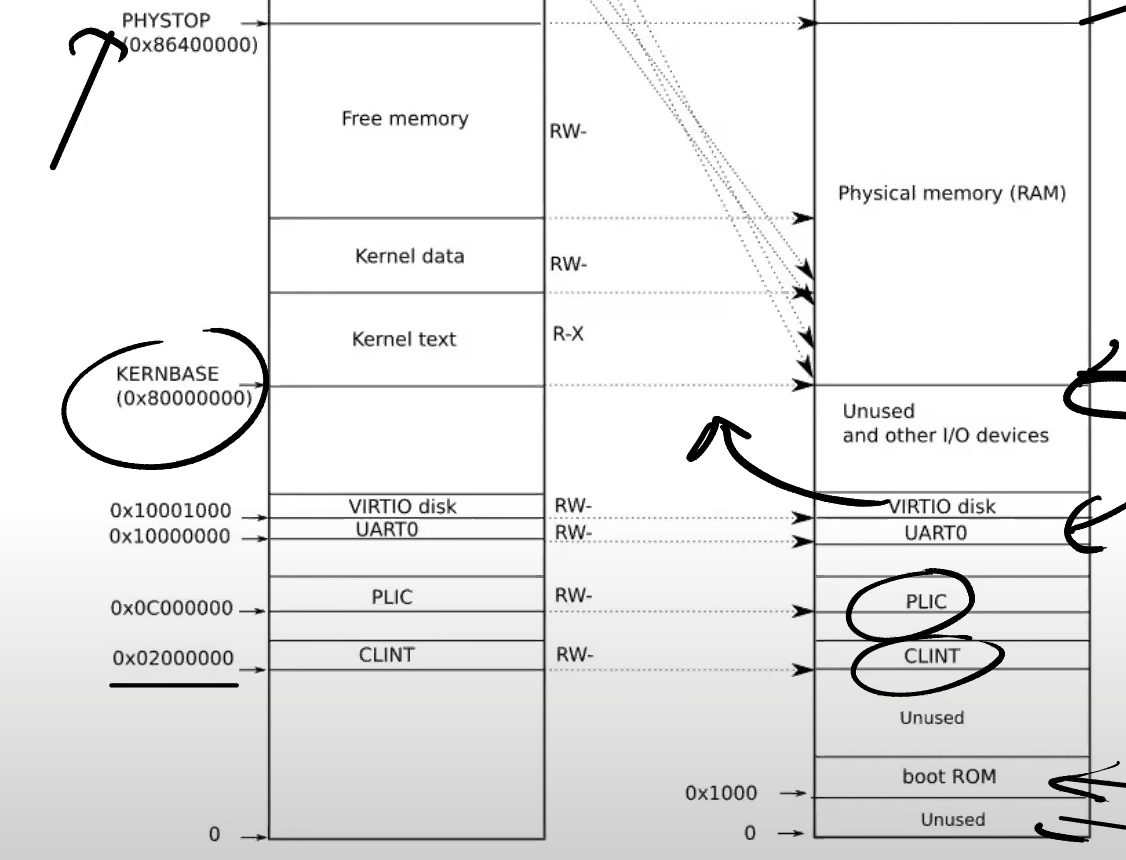 PHYSTOP
(0x86400000)
Free memory
RW-
Physical memory (RAM)
Kernel data
RW-
Kernel text
R-X
KERNBASE
(0x80000000)
Unused
and other I/O devices
0x10001000
VIRTIO disk
RW-
VIRTIO disk
0x10000000
UART0
RW-
UART0
0x0C000000
PLIC
RW-
PLIC
0x02000000
CLINT
RW-
CLINT
Unused
boot ROM
0x1000
Unused
0
0